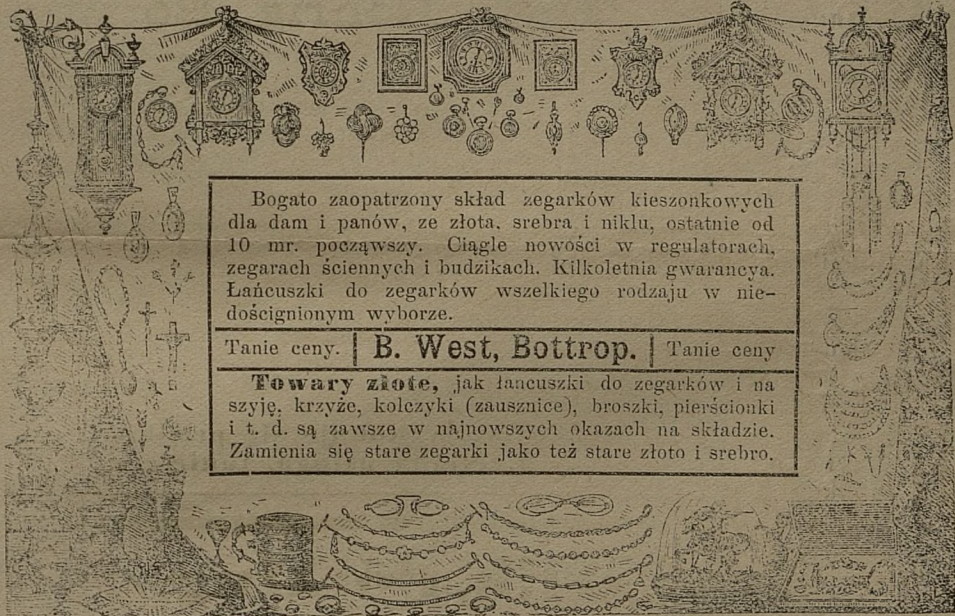 Bogato zaopatrzony skład zegarków kieszonkowych
dla dam i panów, ze złota, srebra i niklu, ostatnie od
10 mr. począwszy. Ciągle nowości w regulatorach,
zegarach ściennych i budzikach. Kilkoletnia gwarancya.
Łańcuszki do zegarków wszelkiego rodzaju w nie-
doścignionym wyborze.
Tanie ceny. | B. West, Bottrop. | Tanie ceny
Towary złote, jak łańcuszki do zegarków i na
szyję, krzyże, kolczyki (zausznice), broszki, pierścionki
i t. d. są zawsze w najnowszych okazach na składzie.
Zamienia się stare zegarki jako też stare złoto i srebro.